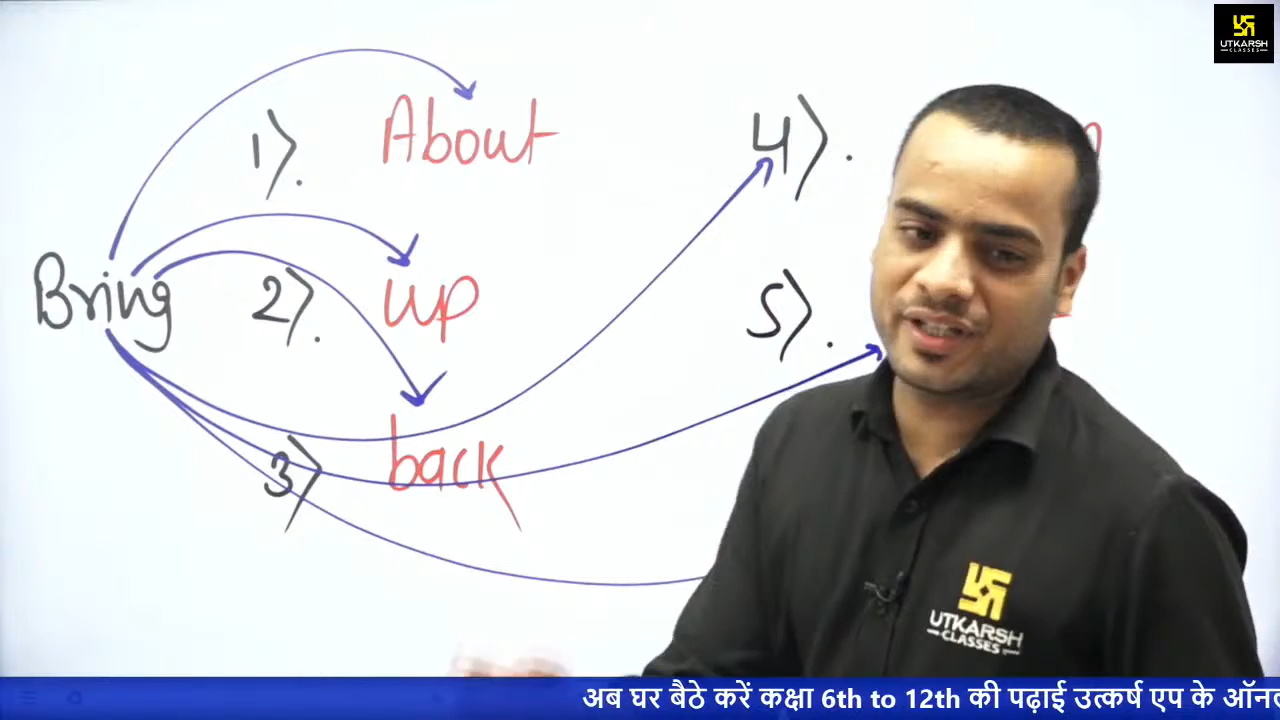 UTKARSH
CLASSES
1). About
Bring
2). up
3) back
4).
5).
UTKARSH
CLASSES
अब घर बैठे करें कक्षा 6th to 12th की पढ़ाई उत्कर्ष एप के